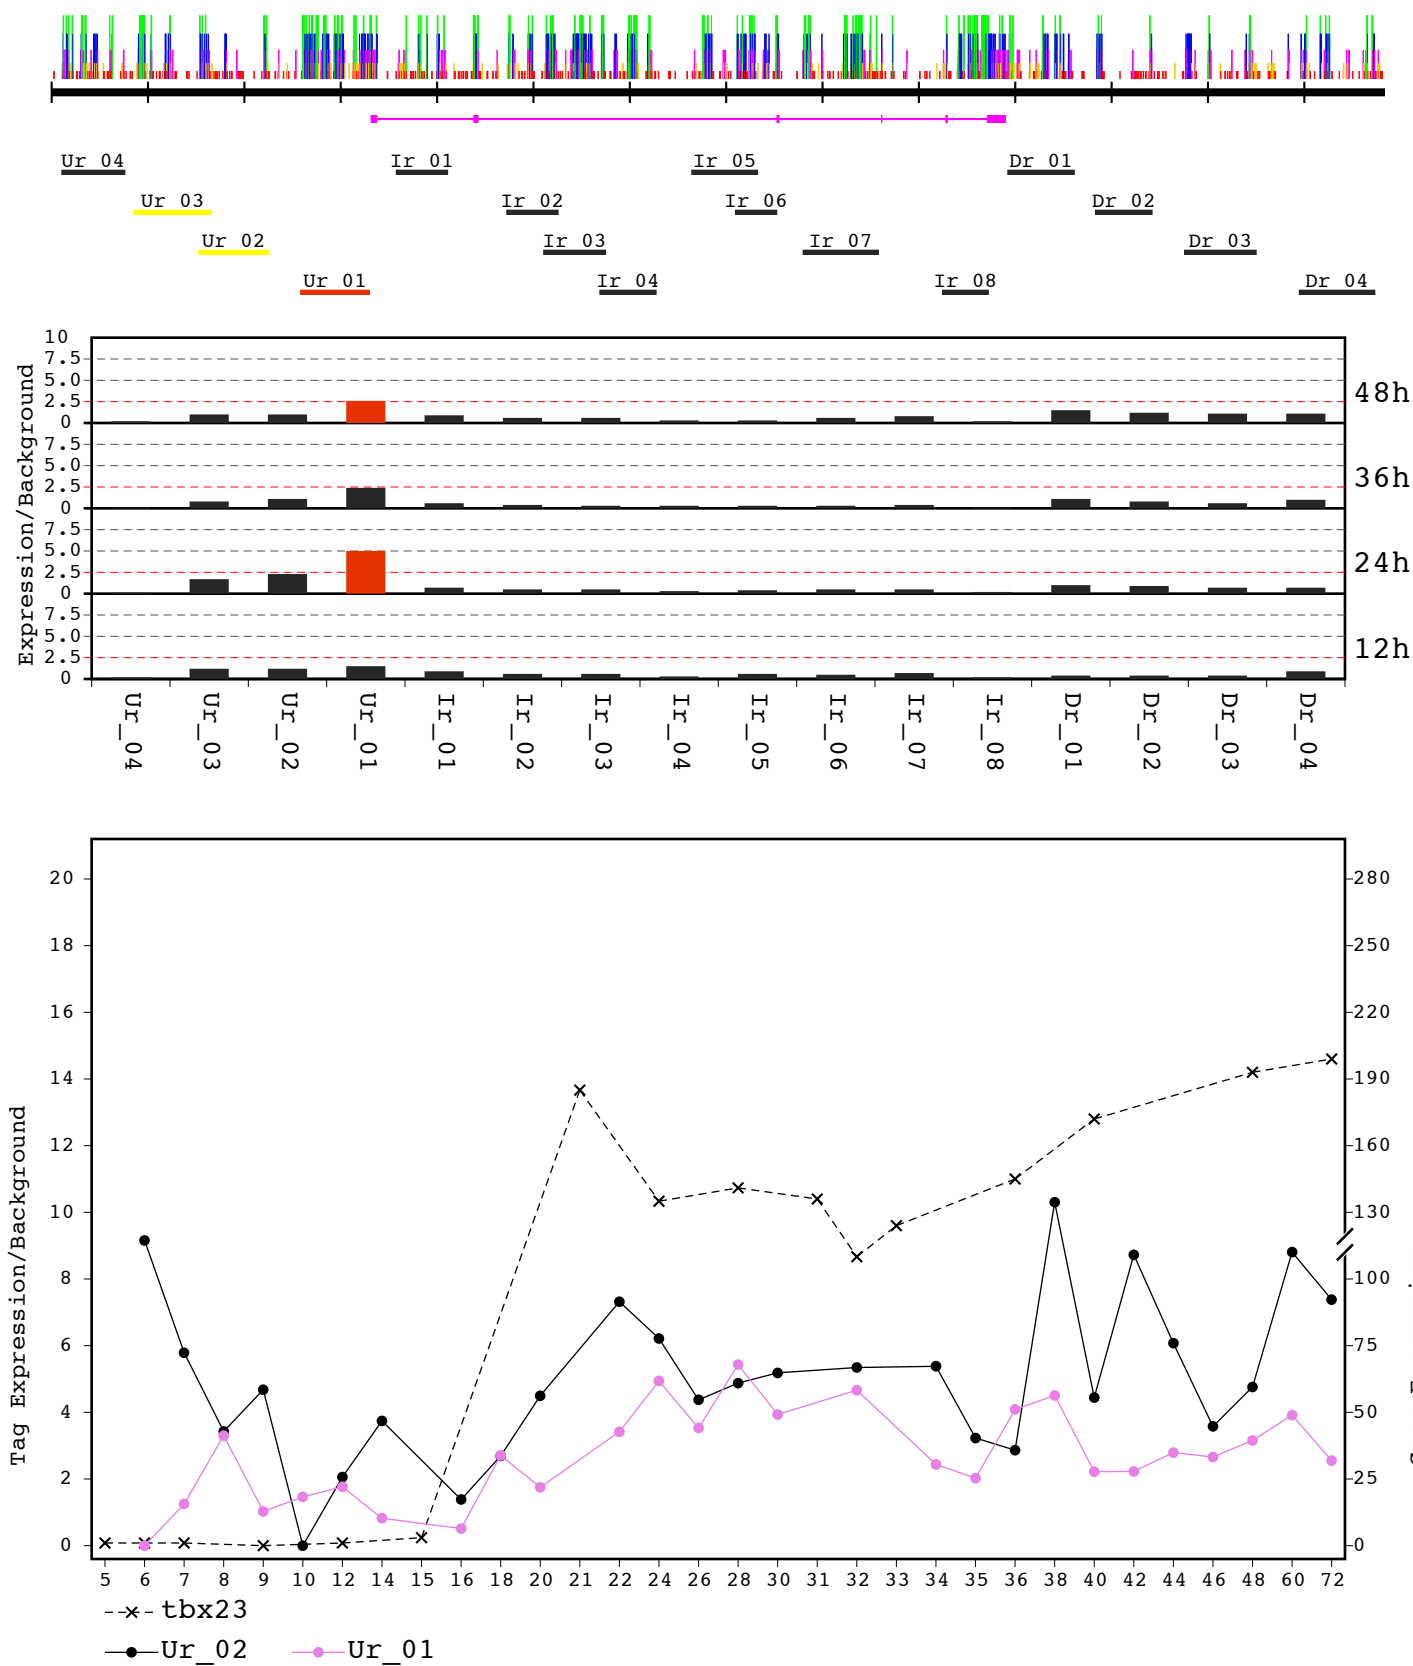 Ur_04 Ir_01 Ir_05 Dr_01
Ur_03 Ir_02 Ir_06 Dr_02
Ur_02 Ir_03 Ir_07 Dr_03
Ur_01 Ir_04 Ir_08 Dr_04
Expression/Background
10
7.5
5.0
2.5
0
48h
7.5
5.0
2.5
0
36h
7.5
5.0
2.5
0
24h
7.5
5.0
2.5
0
12h
Ur_04 Ur_03 Ur_02 Ur_01 Ir_01 Ir_02 Ir_03 Ir_04 Ir_05 Ir_06 Ir_07 Ir_08 Dr_01 Dr_02 Dr_03 Dr_04
Tag Expression/Background
20 280
18 250
16 220
14 190
12 160
10 130
8 100
6 75
4 50
2 25
0 0
5 6 7 8 9 10 12 14 15 16 18 20 21 22 24 26 28 30 31 32 33 34 35 36 38 40 42 44 46 48 60 72
tbx23
Ur_02 Ur_01